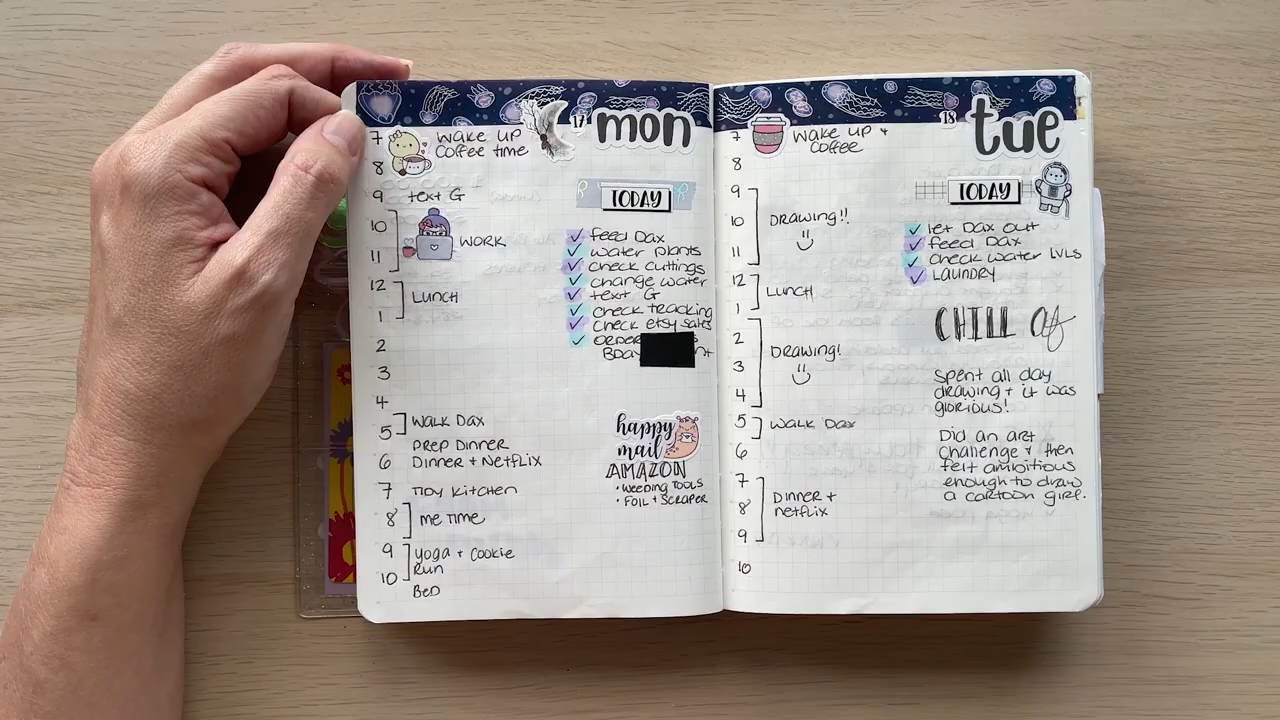 17 mon
7 WAKE UP
COFFEE TIME
8
9 text G
10
WORK
11
12
LUNCH
1
2
3
4
WALK DAX
5
PREP DINNER
6 DINNER + NETFLIX
7 TIDY KITCHEN
8 ME TIME
9 YOGA + COOKIE
RUN
10
BED
TODAY
feed Dax
water plants
check cuttings
change water
text G
check tracking
check etsy sales
ORDER
BDAY
happy
mail
AMAZON
• WEEDING TOOLS
• FOIL + SCRAPER
18 tue
7 WAKE UP +
COFFEE
8
9
10 DRAWING!!
11
12
LUNCH
1
2
DRAWING!
3
4
5 WALK DAX
6
7
DINNER +
8 netflix
9
10
TODAY
let Dax out
feed Dax
check water LVLS
LAUNDRY
CHILL AF
Spent all day
drawing + it was
glorious!
Did an art
challenge + then
felt ambitious
enough to draw
a cartoon girl.